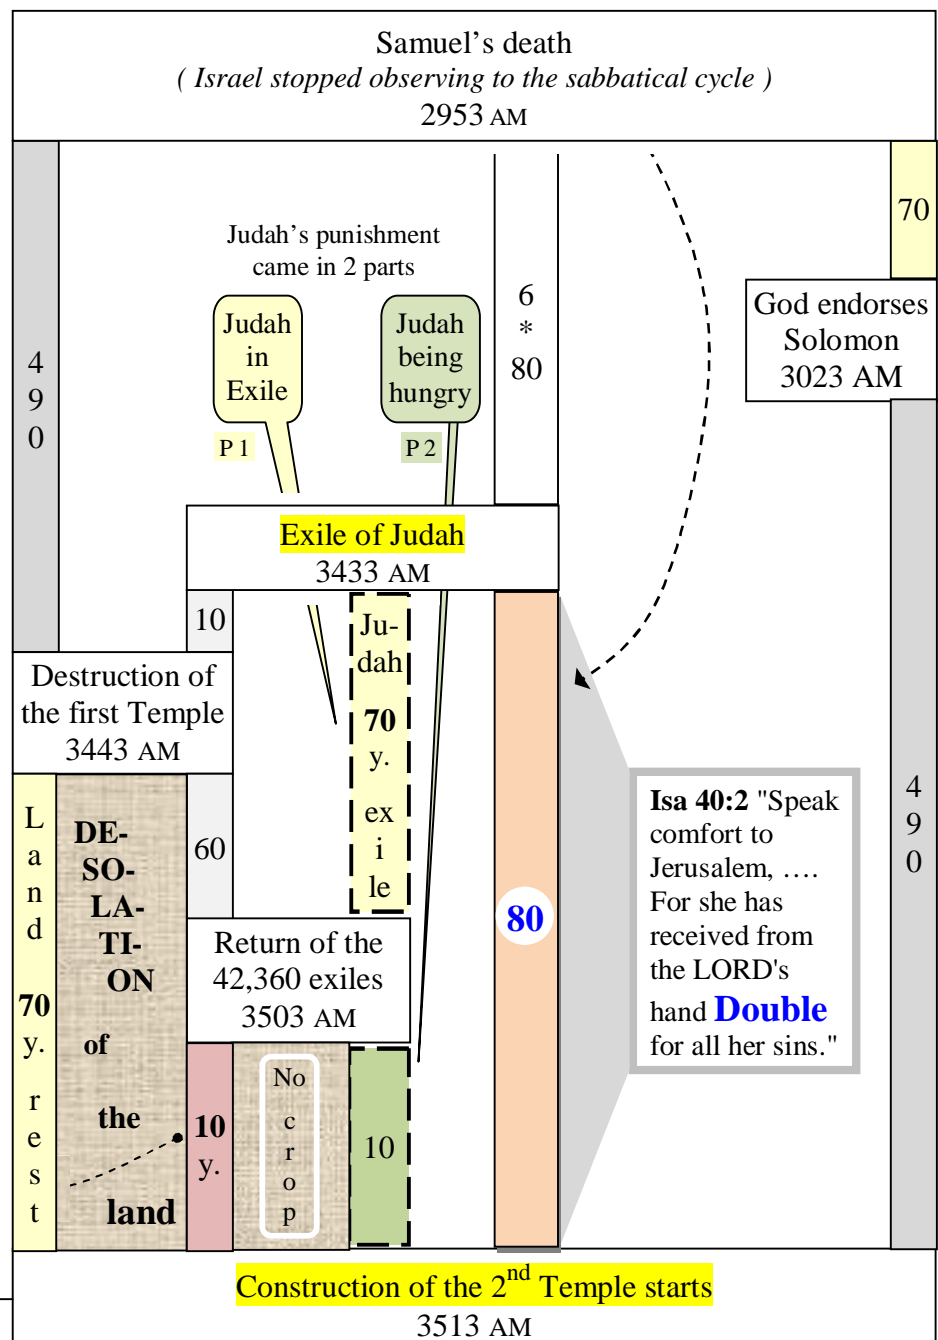 Samuel’s death
( Israel stopped observing to the sabbatical cycle )
2953 AM
70
Judah’s punishment
came in 2 parts
God endorses
Solomon
3023 AM
6
*
80
Judah
in
Exile
Judah
being
hungry
4
9
0
P 1
P 2
Exile of Judah
3433 AM
10
Ju-
dah
70
y.
ex
i
le
Destruction of
the first Temple
3443 AM
L
a
n
d
70
y.
r
e
s
t
DE-
SO-
LA-
TI-
ON
of
the
land
60
80
Isa 40:2 "Speak
comfort to
Jerusalem, ….
For she has
received from
the LORD's
hand Double
for all her sins."
4
9
0
Return of the
42,360 exiles
3503 AM
10
y.
No
c
r
o
p
10
Construction of the 2nd Temple starts
3513 AM